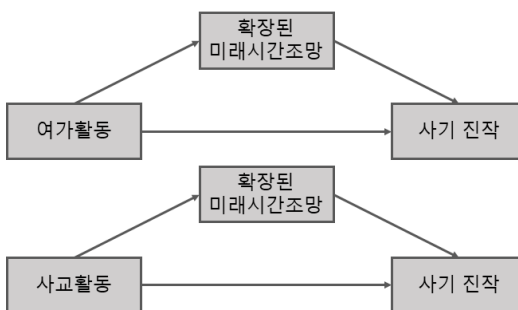 확장된
미래시간조망
여가활동
사기 진작
확장된
미래시간조망
사교활동
사기 진작